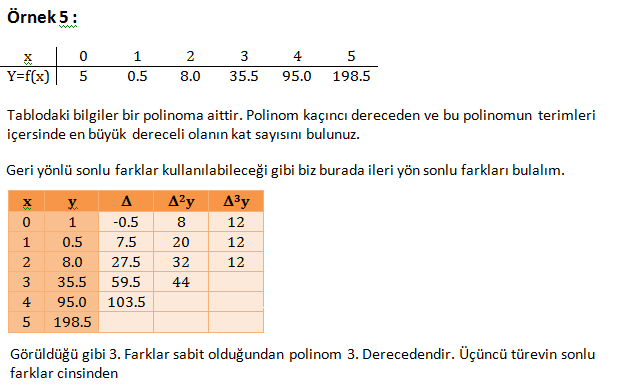 Örnek 5 :
x 0 1 2 3 4 5
Y=f(x) 5 0.5 8.0 35.5 95.0 198.5
Tablodaki bilgiler bir polinoma aittir. Polinom kaçıncı dereceden ve bu polinomun terimleri
içersinde en büyük dereceli olanın kat sayısını bulunuz.
Geri yönlü sonlu farklar kullanılabileceği gibi biz burada ileri yön sonlu farkları bulalım.
x y Δ Δ²y Δ³y
0 1 -0.5 8 12
1 0.5 7.5 20 12
2 8.0 27.5 32 12
3 35.5 59.5 44
4 95.0 103.5
5 198.5
Görüldüğü gibi 3. Farklar sabit olduğundan polinom 3. Derecedendir. Üçüncü türevin sonlu
farklar cinsinden